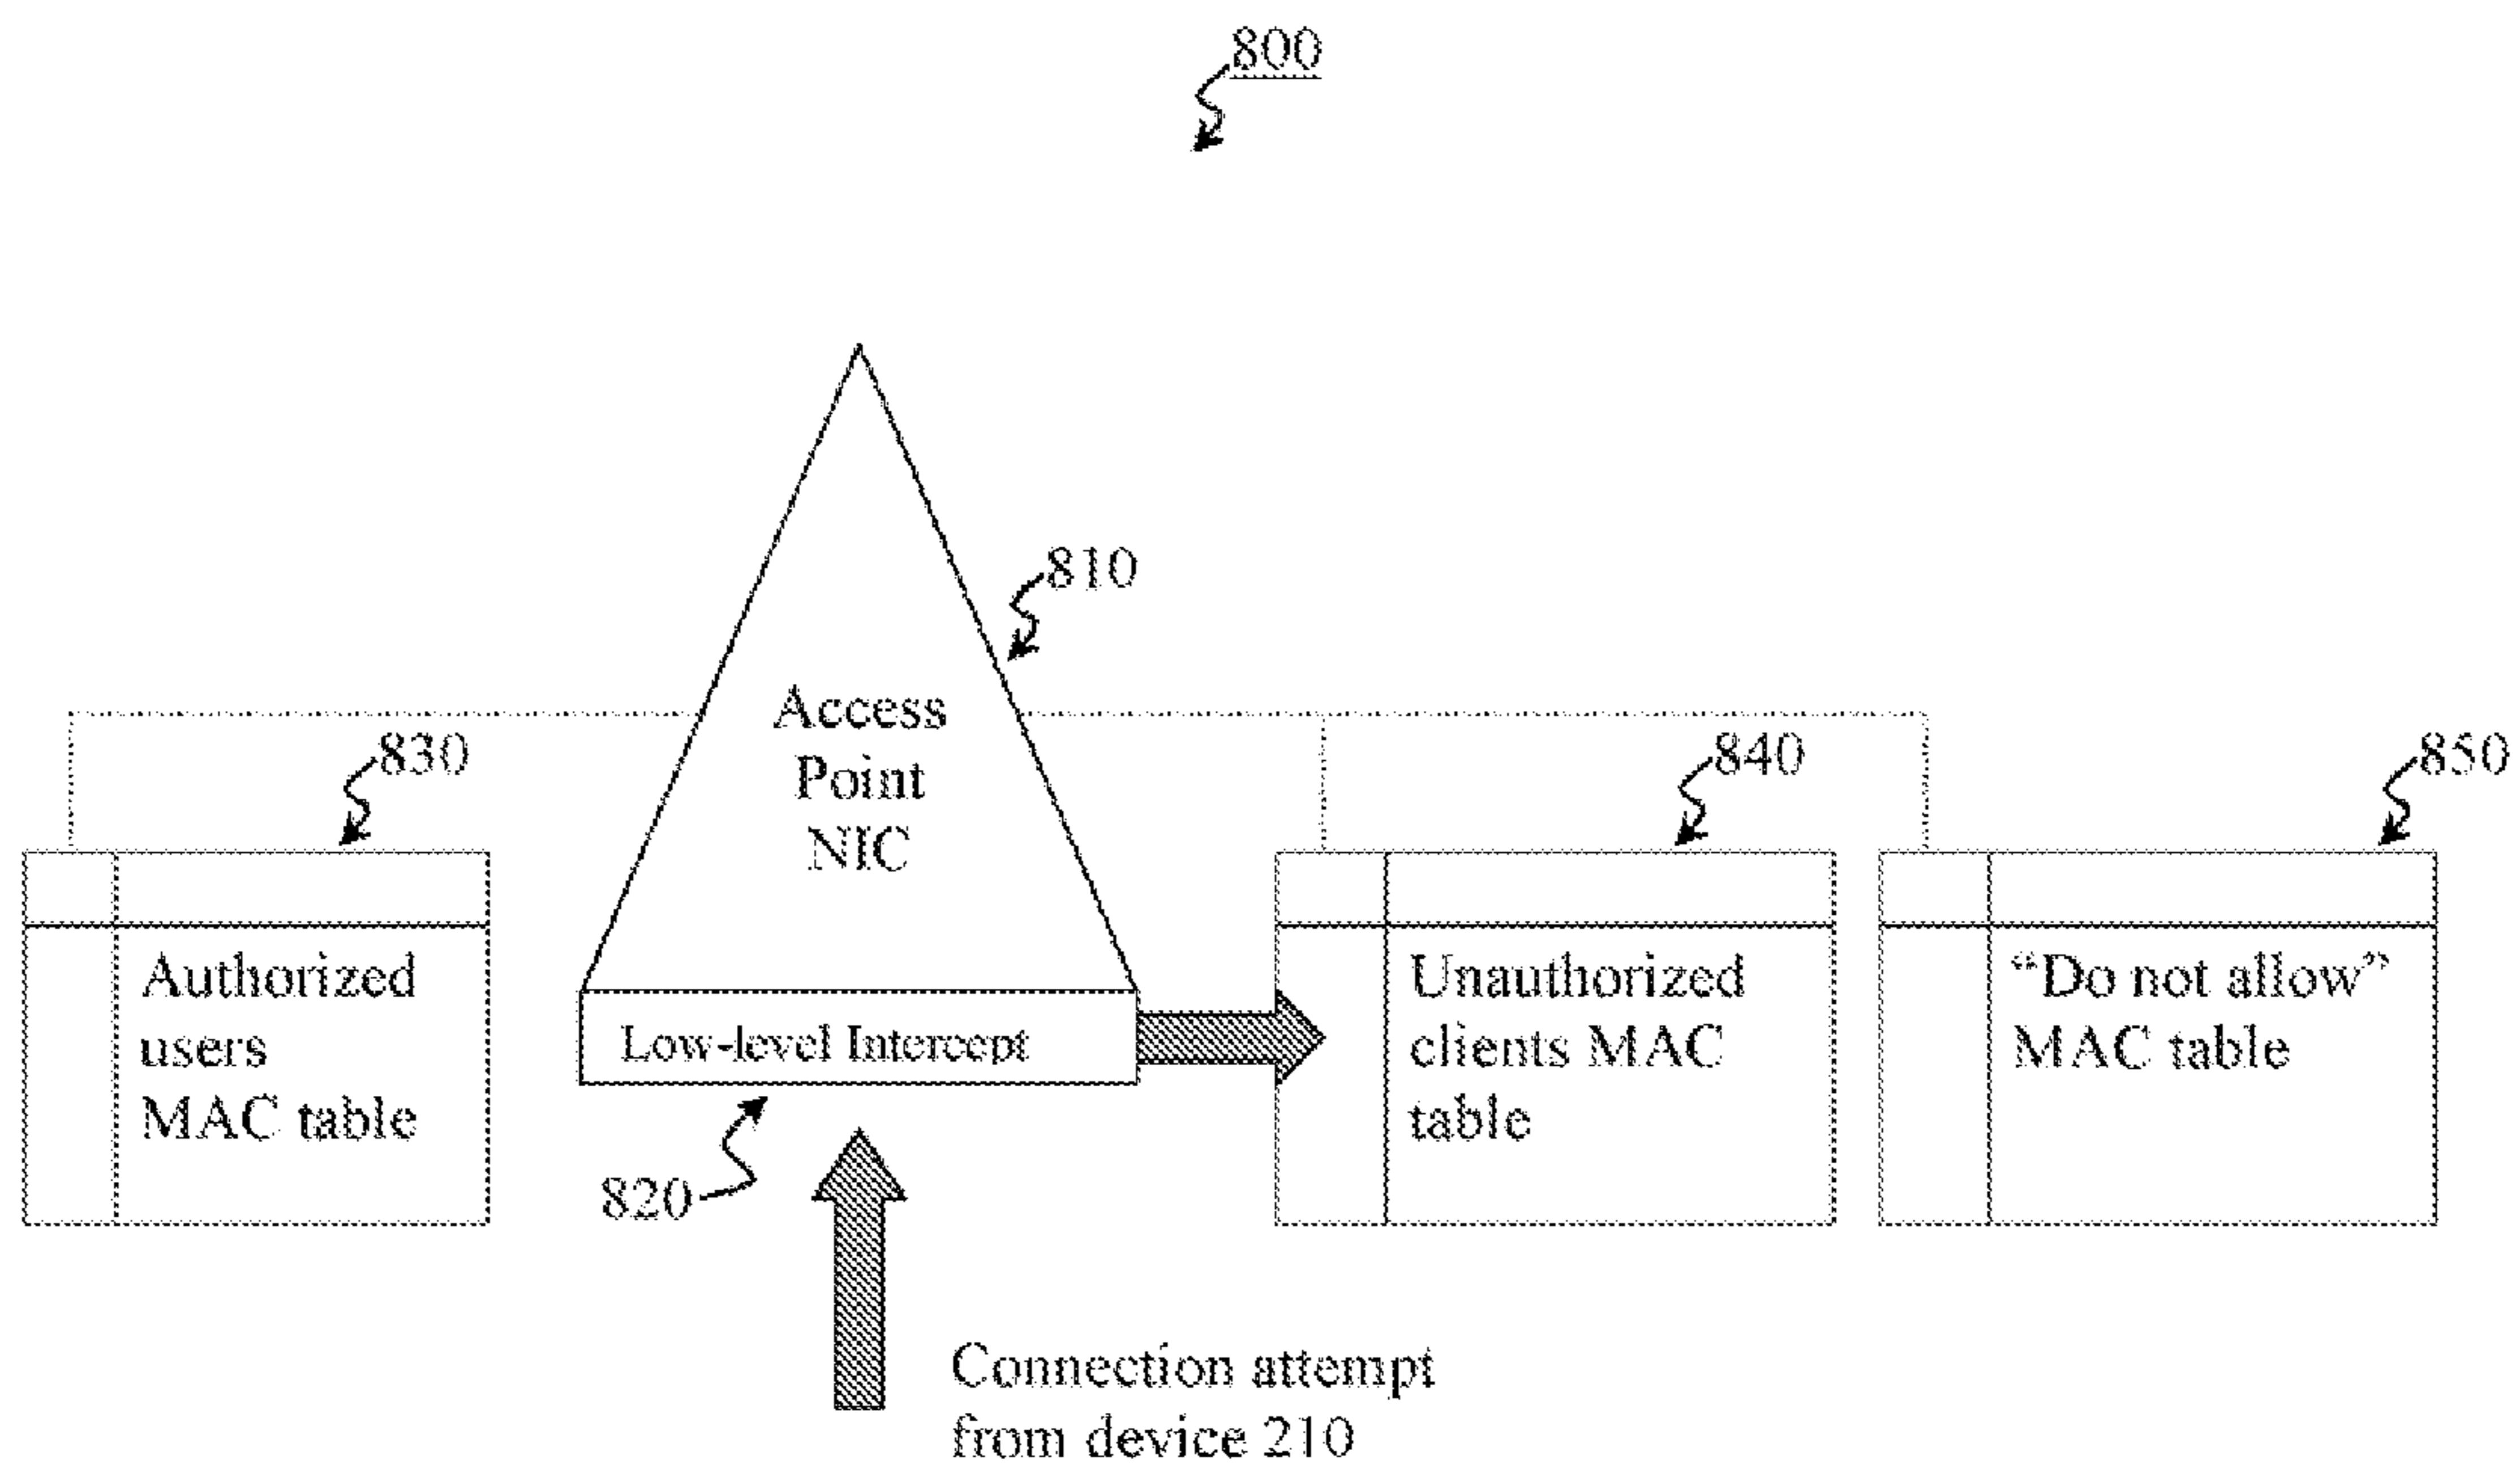 800
810
Access
Point
NIC
830
840
850
Authorized
users
MAC table
Low-level Intercept
Unauthorized
clients MAC
table
“Do not allow”
MAC table
820
Connection attempt
from device 210